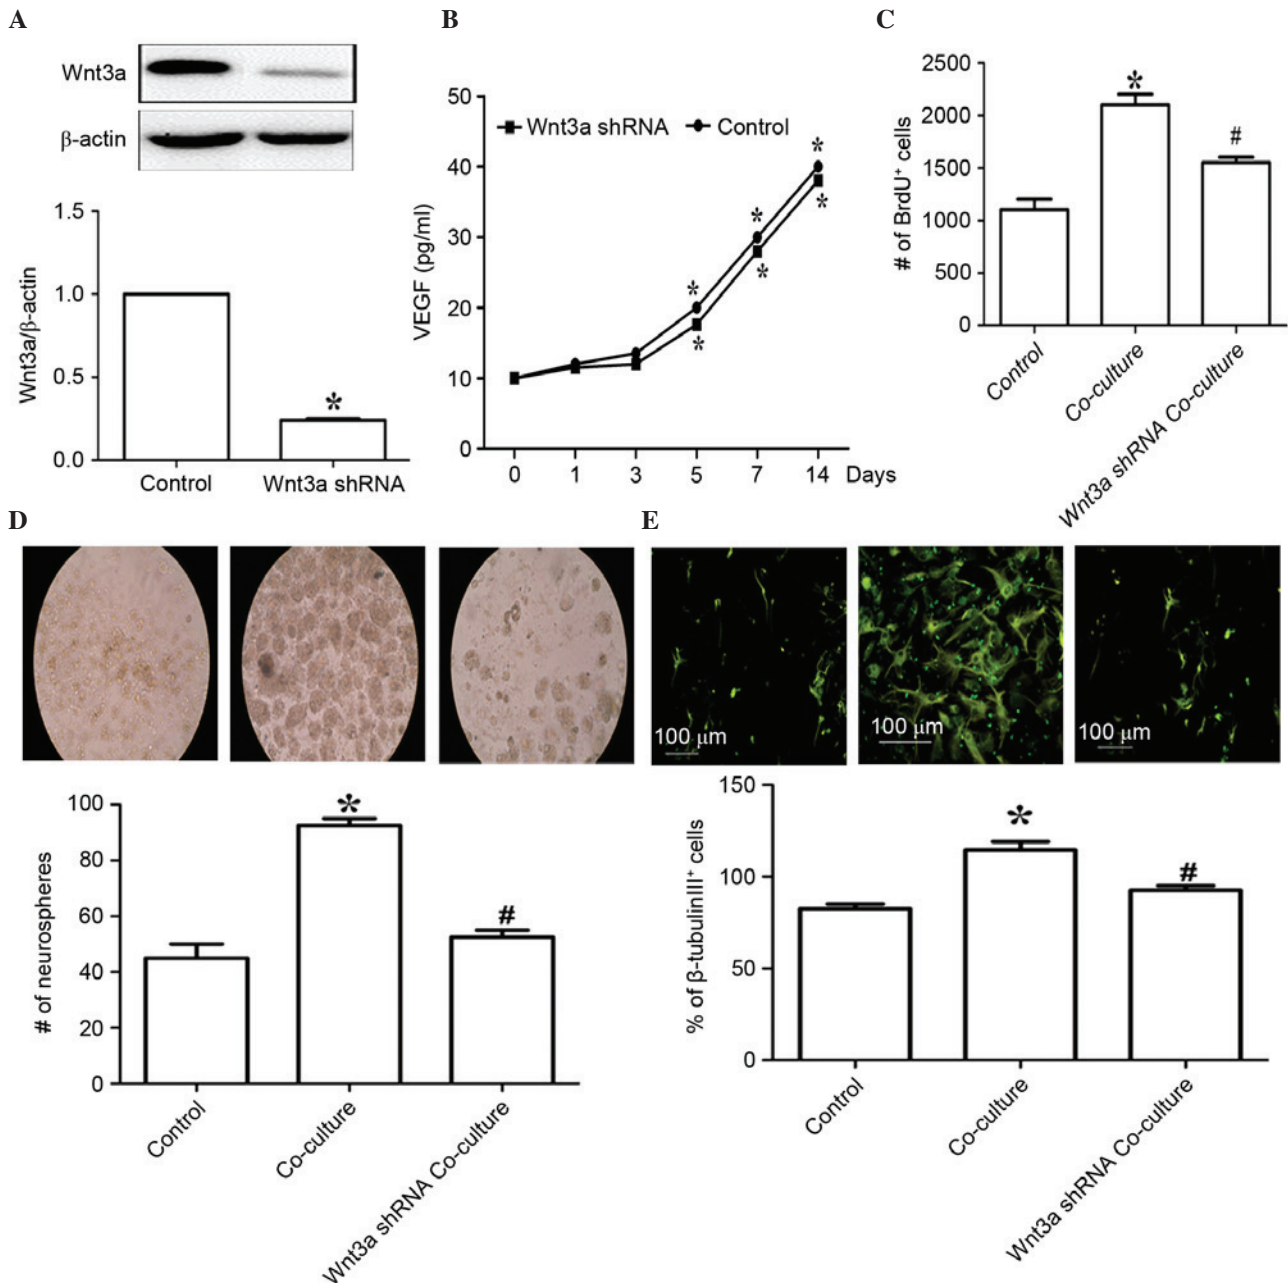 A
Wnt3a
β-actin
Wnt3a/β-actin
1.5
1.0
0.5
0.0
*
Control
Wnt3a shRNA
B
VEGF (pg/ml)
50
40
30
20
10
0
Wnt3a shRNA
Control
* * *
* * *
0 1 3 5 7 14 Days
C
# of BrdU⁺ cells
2500
2000
1500
1000
500
0
*
#
Control
Co-culture
Wnt3a shRNA Co-culture
D
# of neurospheres
100
80
60
40
20
0
*
#
Control
Co-culture
Wnt3a shRNA Co-culture
E
100 μm
100 μm
100 μm
% of β-tubulinIII⁺ cells
150
100
50
0
*
#
Control
Co-culture
Wnt3a shRNA Co-culture